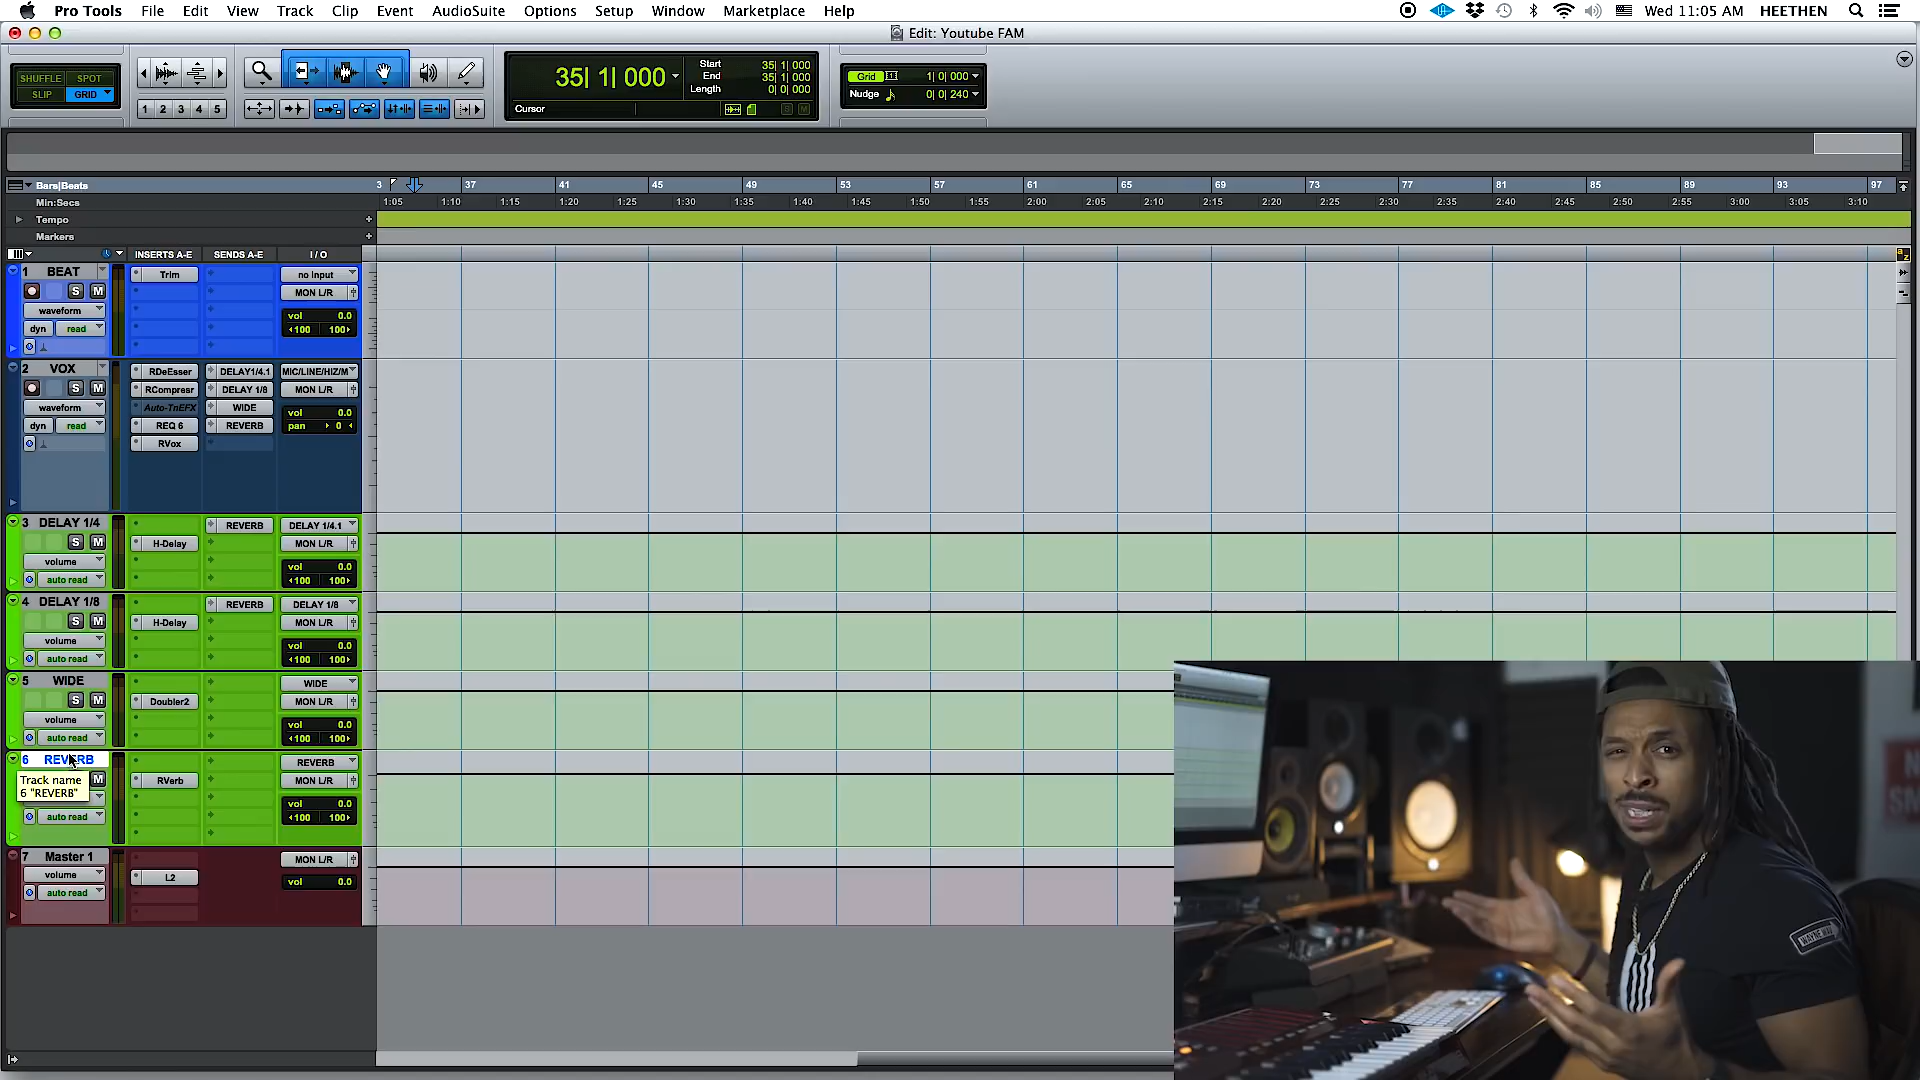 Pro Tools File Edit View Track Clip Event AudioSuite Options Setup Window Marketplace Help
Wed 11:05 AM HEETHEN
Edit: Youtube FAM
SHUFFLE SPOT
SLIP GRID
1 2 3 4 5
35| 1| 000
Start 35| 1| 000
End 35| 1| 000
Length 0| 0| 000
Cursor
Grid 1| 0| 000
Nudge 0| 0| 240
Bars|Beats 3 37 41 45 49 53 57 61 65 69 73 77 81 85 89 93 97
Min:Secs 1:05 1:10 1:15 1:20 1:25 1:30 1:35 1:40 1:45 1:50 1:55 2:00 2:05 2:10 2:15 2:20 2:25 2:30 2:35 2:40 2:45 2:50 2:55 3:00 3:05 3:10
Tempo
Markers
INSERTS A-E SENDS A-E I / O
1 BEAT Trim no input
S M MON L/R
waveform vol 0.0
dyn read 100 100
2 VOX RDeEsser DELAY1/4.1 MIC/LINE/HIZ/M
S M RCompresr DELAY 1/8 MON L/R
waveform Auto-TnEFX WIDE vol 0.0
dyn read REQ 6 REVERB pan 0
RVox
3 DELAY 1/4 REVERB DELAY 1/4.1
S M H-Delay MON L/R
volume vol 0.0
auto read 100 100
4 DELAY 1/8 REVERB DELAY 1/8
S M H-Delay MON L/R
volume vol 0.0
auto read 100 100
5 WIDE WIDE
S M Doubler2 MON L/R
volume vol 0.0
auto read 100 100
6 REVERB REVERB
Track name M RVerb MON L/R
6 "REVERB" vol 0.0
auto read 100 100
7 Master 1 MON L/R
volume L2 vol 0.0
auto read